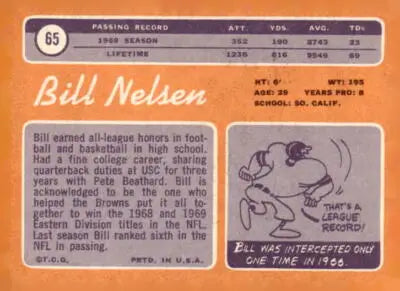 65
PASSING RECORD ATT. YDS. AVG. TDs
1969 SEASON 352 190 2743 23
LIFETIME 1236 616 9549 69
Bill Nelsen
HT: 6' WT: 195
AGE: 29 YEARS PRO: 8
SCHOOL: SO. CALIF.
Bill earned all-league honors in foot-
ball and basketball in high school.
Had a fine college career, sharing
quarterback duties at USC for three
years with Pete Beathard. Bill is
acknowledged to be the one who
helped the Browns put it all to-
gether to win the 1968 and 1969
Eastern Division titles in the NFL.
Last season Bill ranked sixth in the
NFL in passing.
©T.C.G. PRTD. IN U.S.A.
THAT'S A
LEAGUE
RECORD!
BILL WAS INTERCEPTED ONLY
ONE TIME IN 1966.